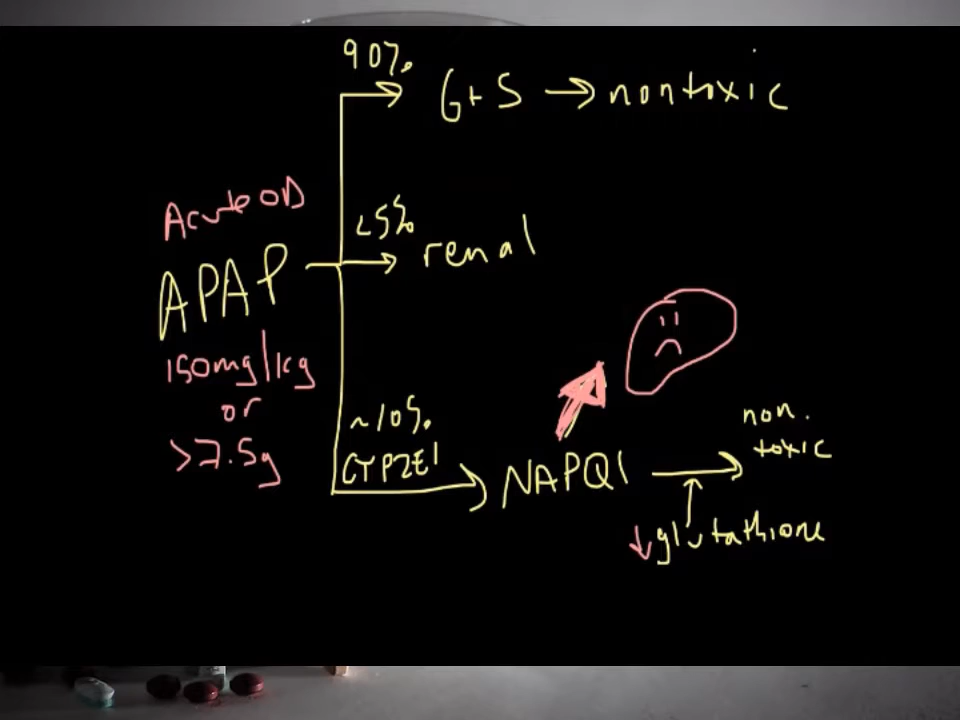 90%.
G+S → nontoxic
Acute OD
<5%
APAP → renal
150mg/kg
or
>7.5g
~10%.
CYP2E1
NAPQI →
non.
toxic
↓glutathione